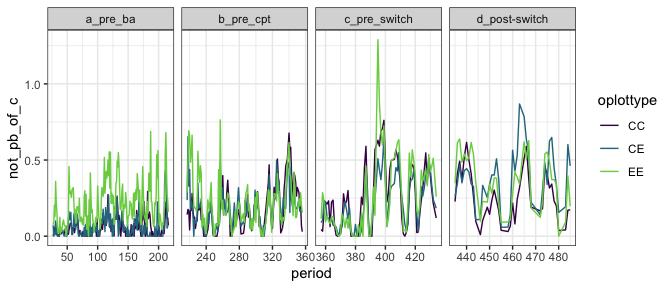 a_pre_ba b_pre_cpt c_pre_switch d_post-switch
not_pb_of_c
1.0
0.5
0.0
50 100 150 200 240 280 320 360 360 380 400 420 440 450 460 470 480
period
oplottype
CC
CE
EE